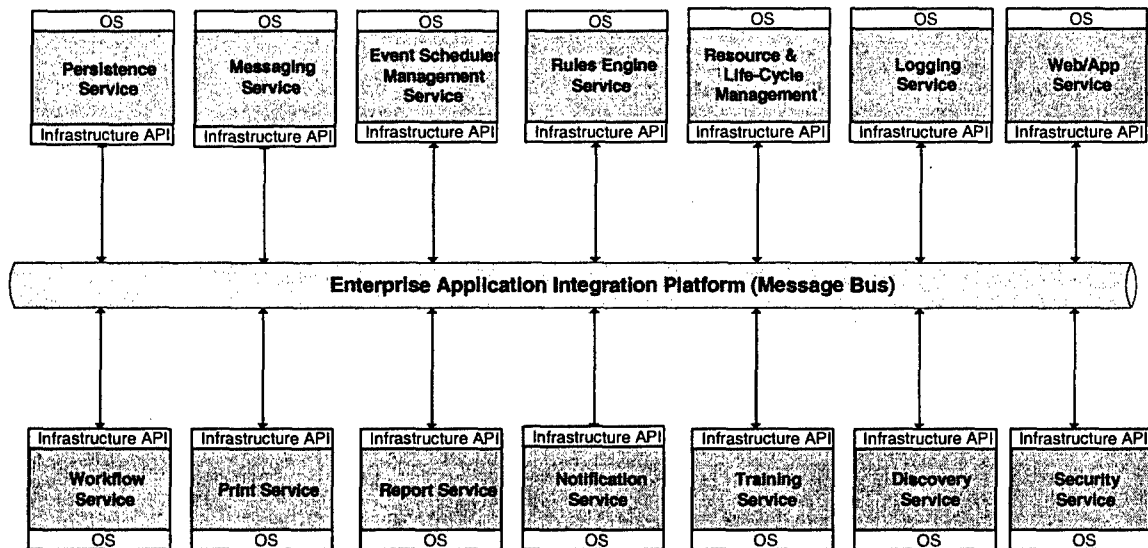 OS
OS
OS
OS
OS
OS
OS
Persistence
Service
Messaging
Service
Event Scheduler
Management
Service
Rules Engine
Service
Resource &
Life-Cycle
Management
Logging
Service
Web/App
Service
Infrastructure API
Infrastructure API
Infrastructure API
Infrastructure API
Infrastructure API
Infrastructure API
Infrastructure API
Enterprise Application Integration Platform (Message Bus)
Infrastructure API
Infrastructure API
Infrastructure API
Infrastructure API
Infrastructure API
Infrastructure API
Infrastructure API
Workflow
Service
Print Service
Report Service
Notification
Service
Training
Service
Discovery
Service
Security
Service
OS
OS
OS
OS
OS
OS
OS